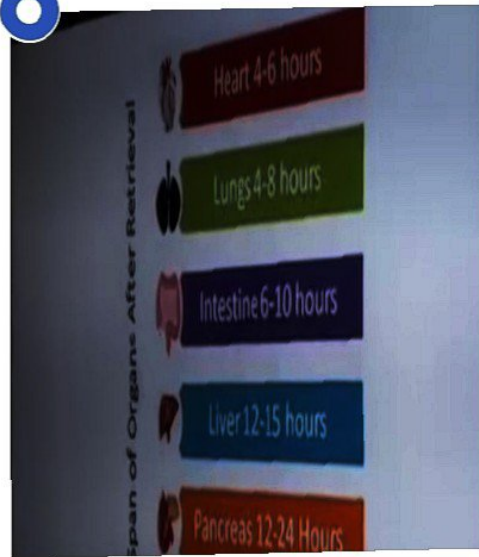 Span of Organs After Retrieval
Heart 4-6 hours
Lungs 4-8 hours
Intestine 6-10 hours
Liver 12-15 hours
Pancreas 12-24 Hours